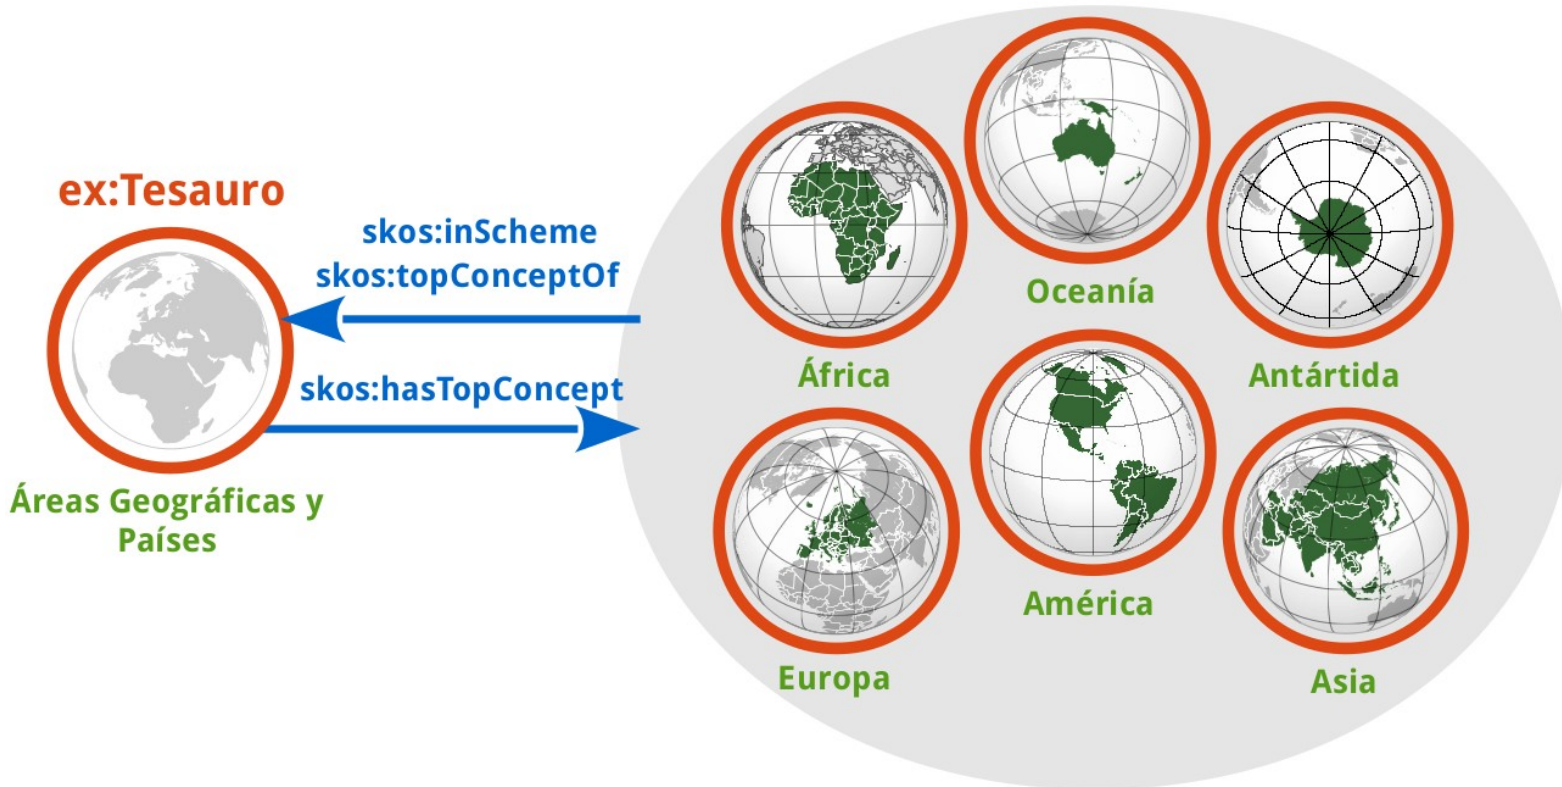 ex:Tesauro
skos:inScheme
skos:topConceptOf
skos:hasTopConcept
Áreas Geográficas y
Países
Oceanía
África
Antártida
América
Europa
Asia